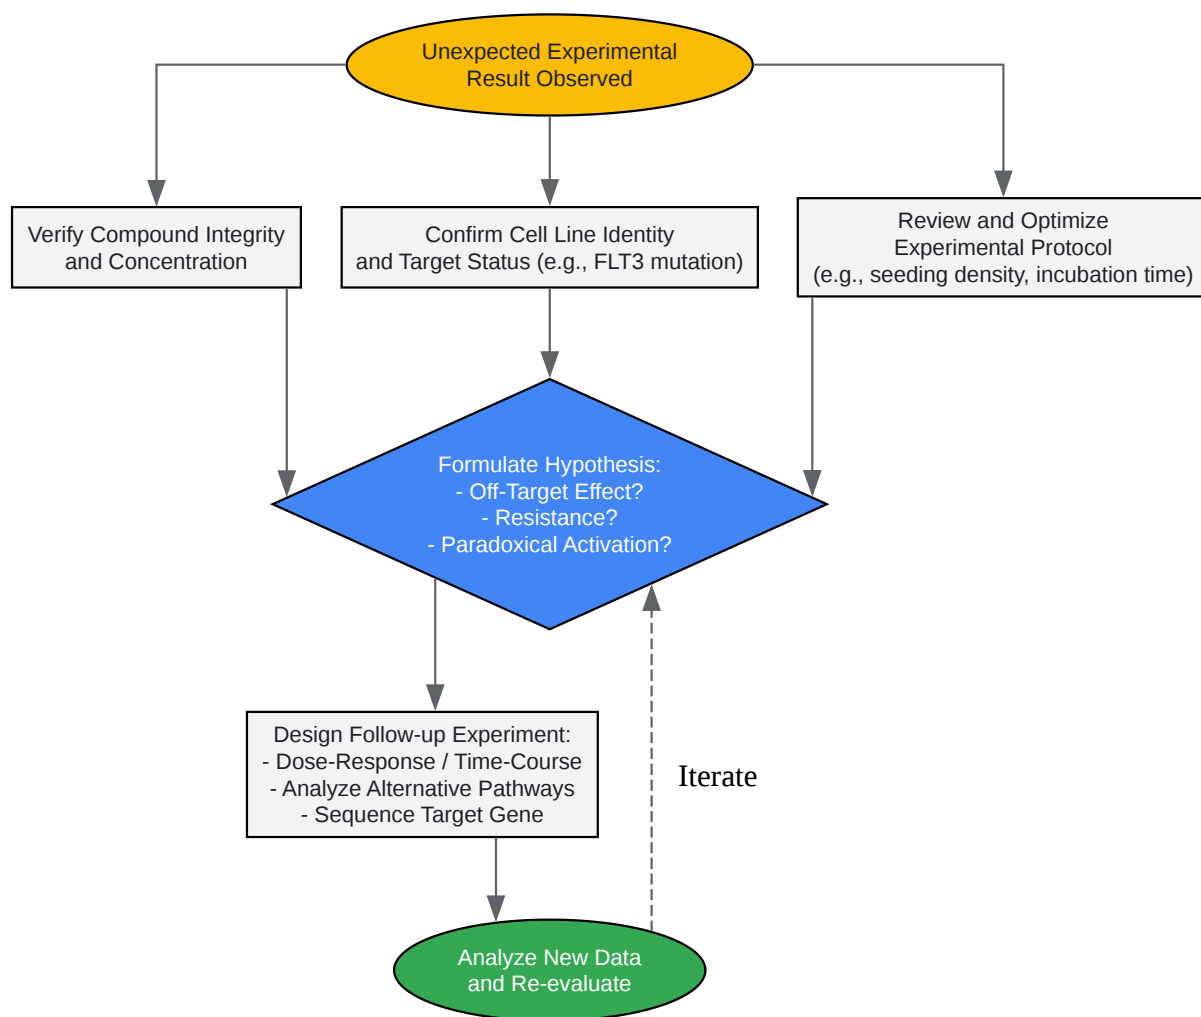 Unexpected Experimental
Result Observed
Verify Compound Integrity
and Concentration
Confirm Cell Line Identity
and Target Status (e.g., FLT3 mutation)
Review and Optimize
Experimental Protocol
(e.g., seeding density, incubation time)
Formulate Hypothesis:
- Off-Target Effect?
- Resistance?
- Paradoxical Activation?
Design Follow-up Experiment:
- Dose-Response / Time-Course
- Analyze Alternative Pathways
- Sequence Target Gene
Iterate
Analyze New Data
and Re-evaluate